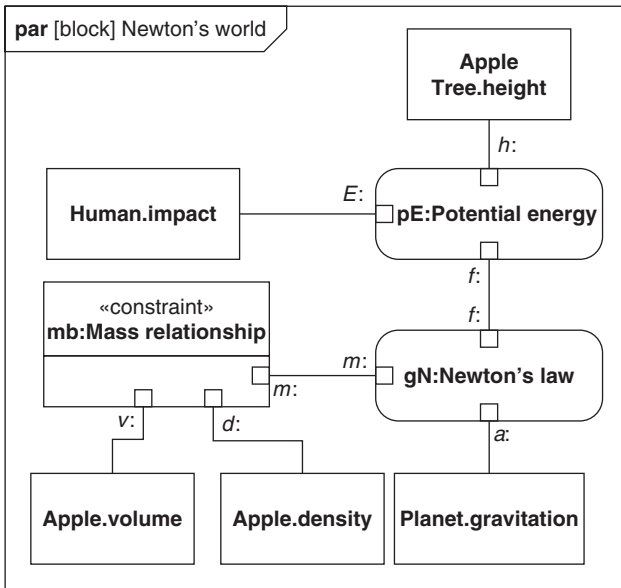 par [block] Newton's world
Apple
Tree.height
h:
Human.impact
E:
pE:Potential energy
f:
«constraint»
mb:Mass relationship
f:
m:
gN:Newton's law
m:
v:
d:
a:
Apple.volume
Apple.density
Planet.gravitation